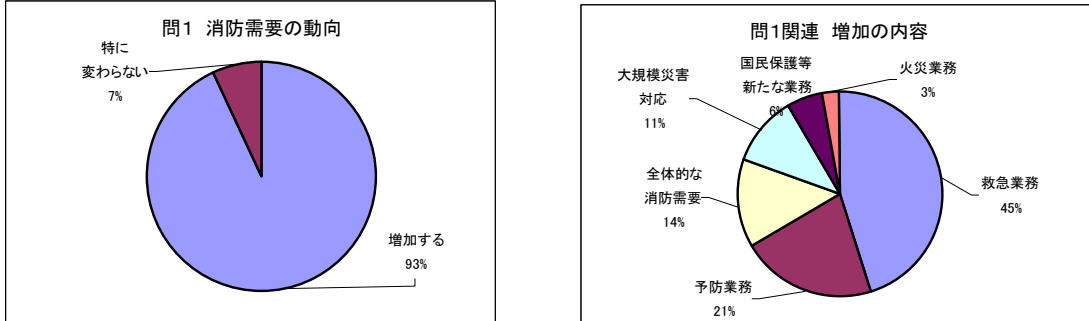 問1 消防需要の動向
特に
変わらない
7%
増加する
93%
問1関連 増加の内容
国民保護等
新たな業務
6%
火災業務
3%
大規模災害
対応
11%
全体的な
消防需要
14%
救急業務
45%
予防業務
21%